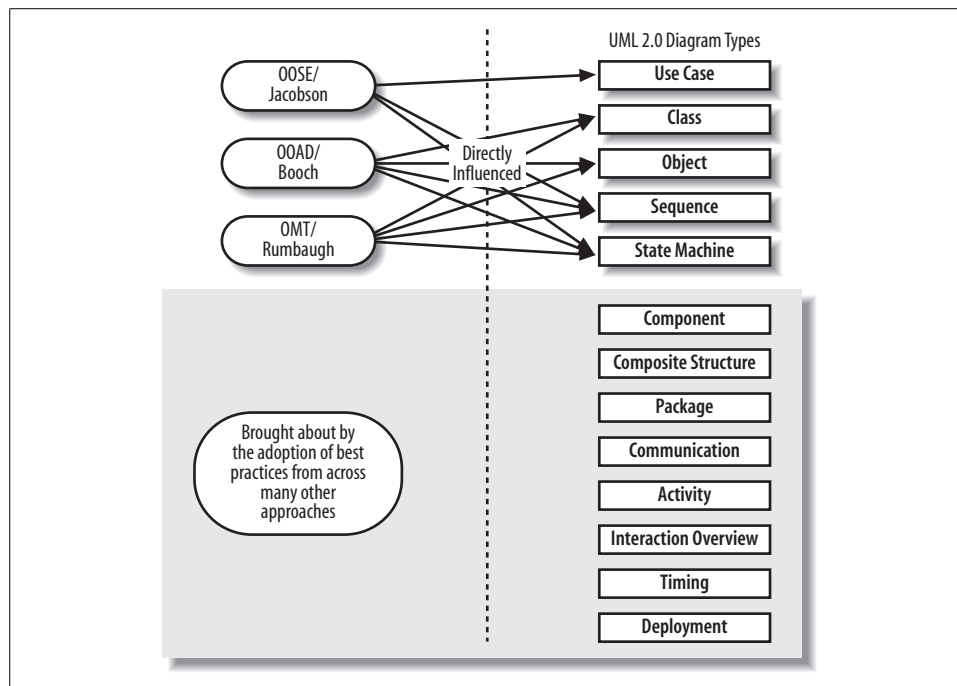 UML 2.0 Diagram Types
OOSE/
Jacobson
Use Case
Class
OOAD/
Booch
Directly
Influenced
Object
Sequence
OMT/
Rumbaugh
State Machine
Component
Composite Structure
Package
Brought about by
the adoption of best
practices from across
many other
approaches
Communication
Activity
Interaction Overview
Timing
Deployment